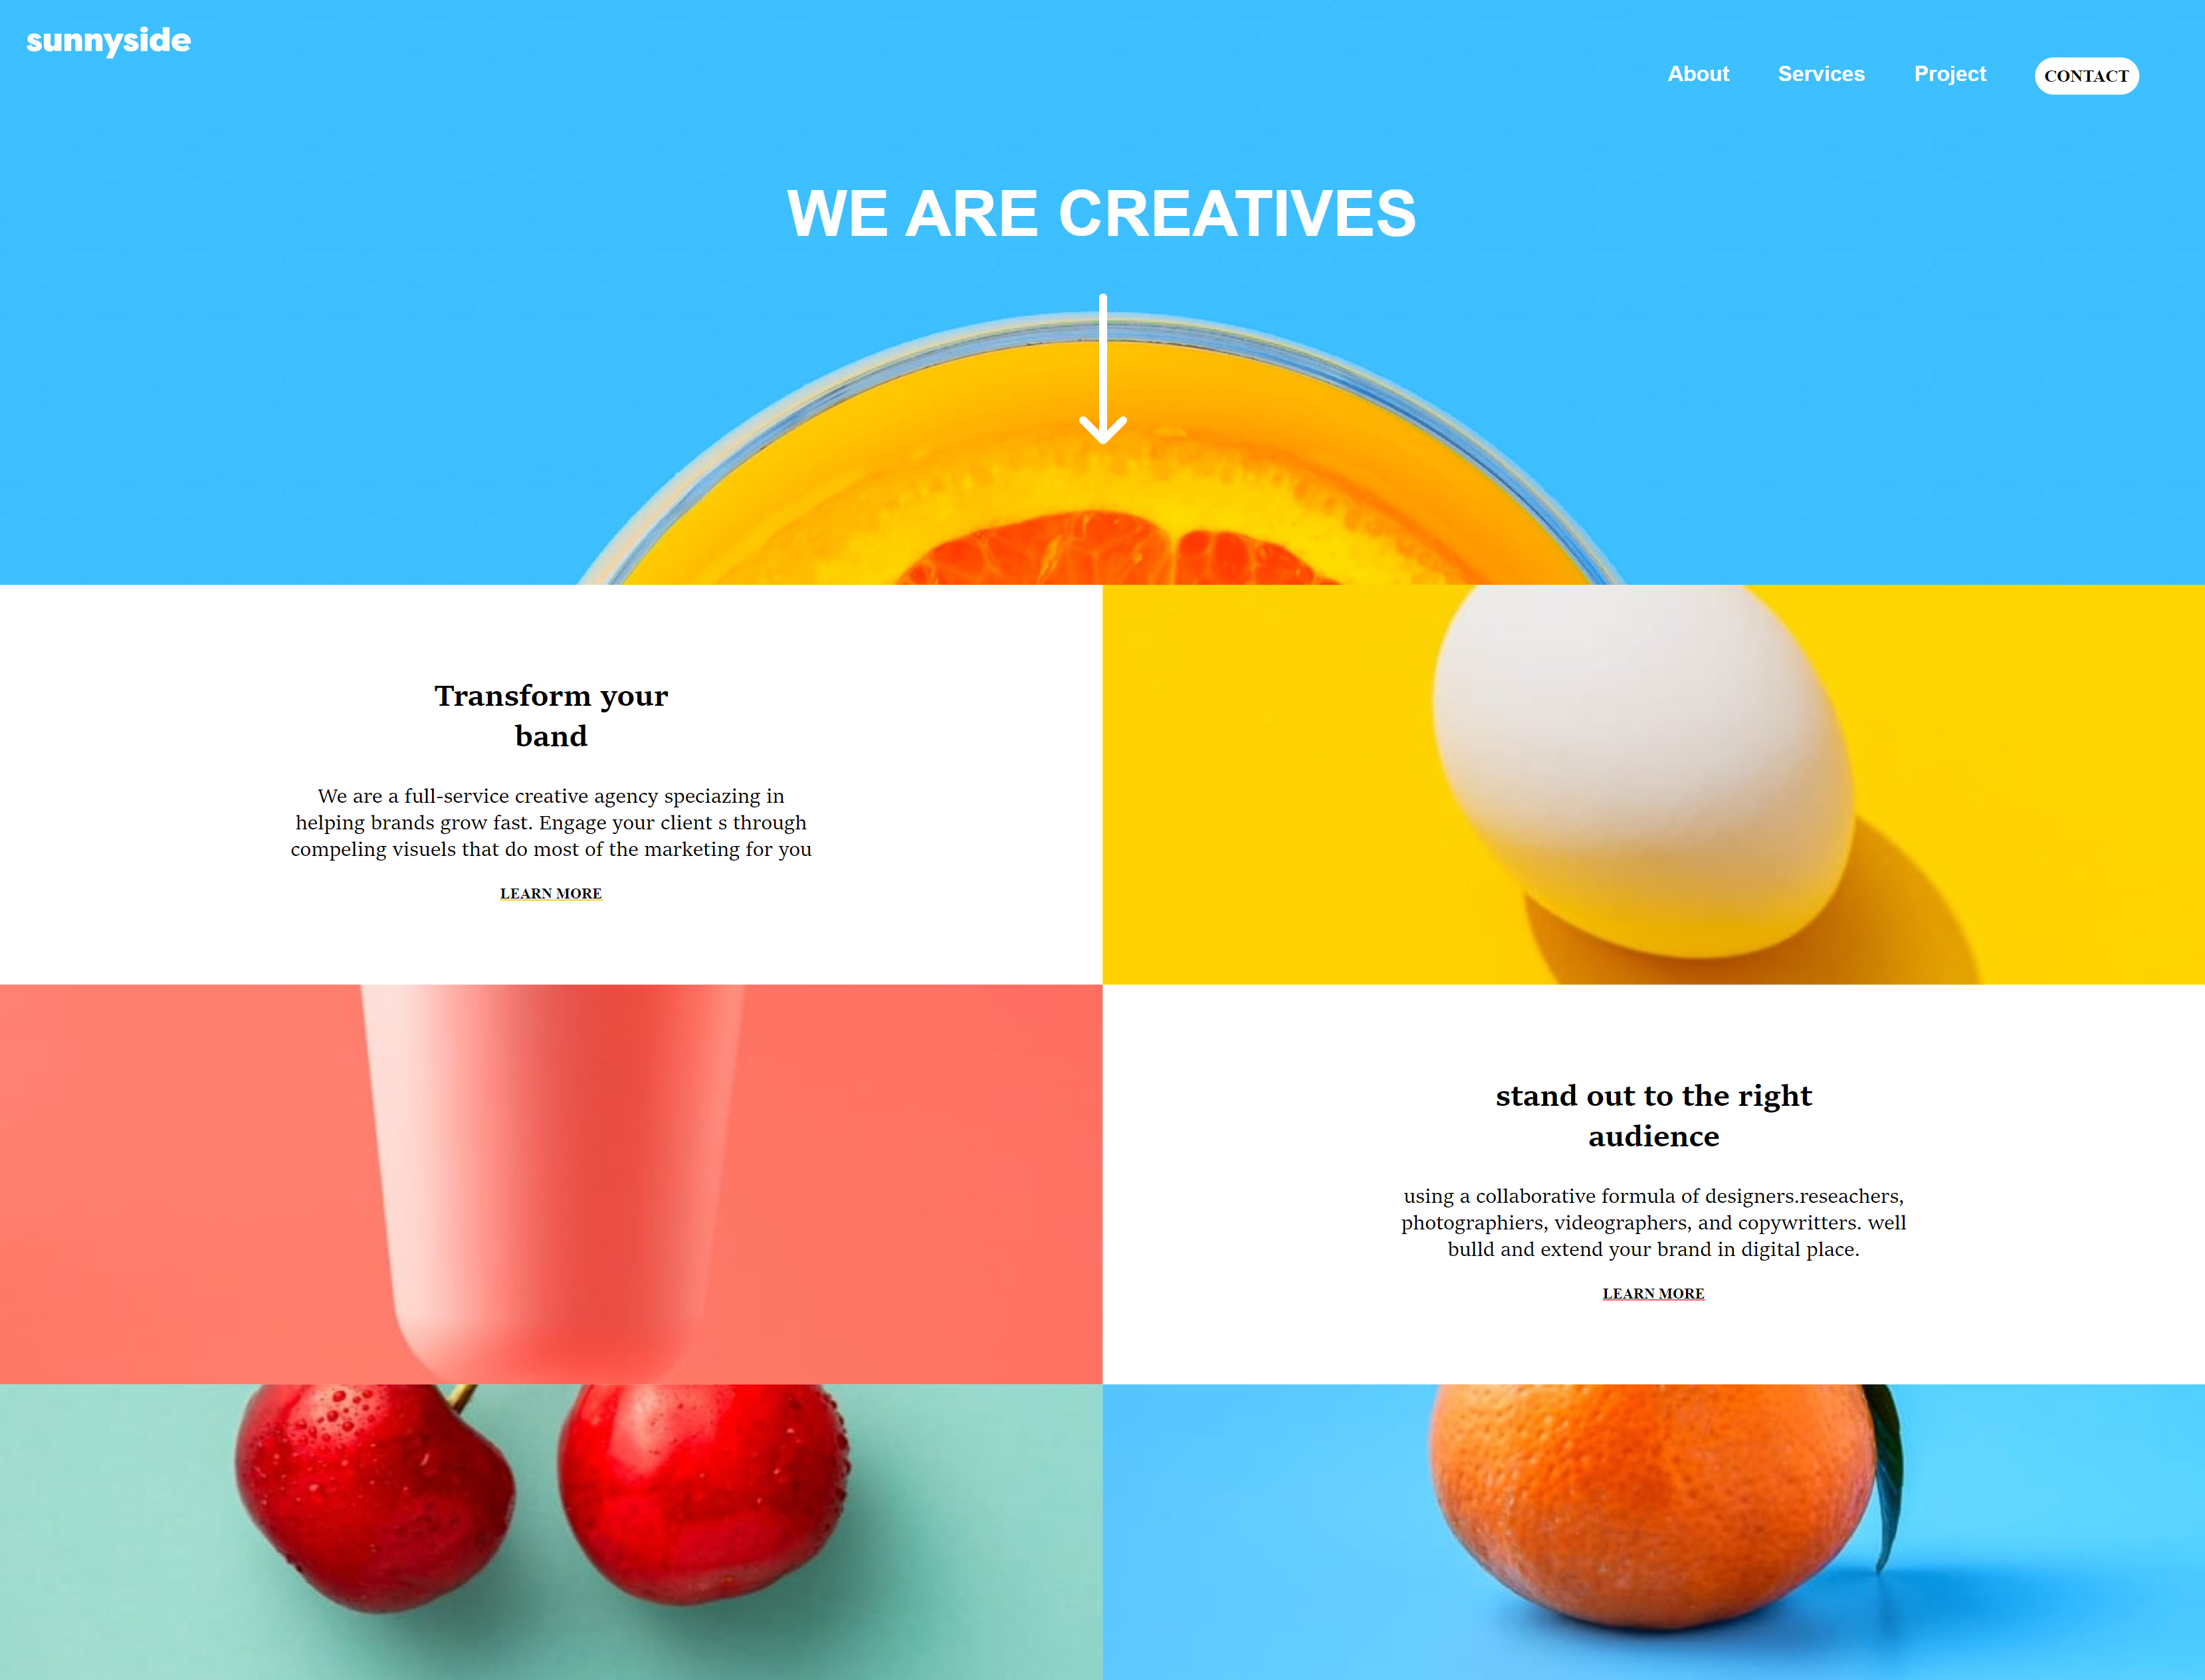 sunnyside
About Services Project CONTACT
WE ARE CREATIVES
Transform your
band
We are a full-service creative agency speciazing in
helping brands grow fast. Engage your client s through
compeling visuels that do most of the marketing for you
LEARN MORE
stand out to the right
audience
using a collaborative formula of designers.reseachers,
photographiers, videographers, and copywritters. well
bulld and extend your brand in digital place.
LEARN MORE